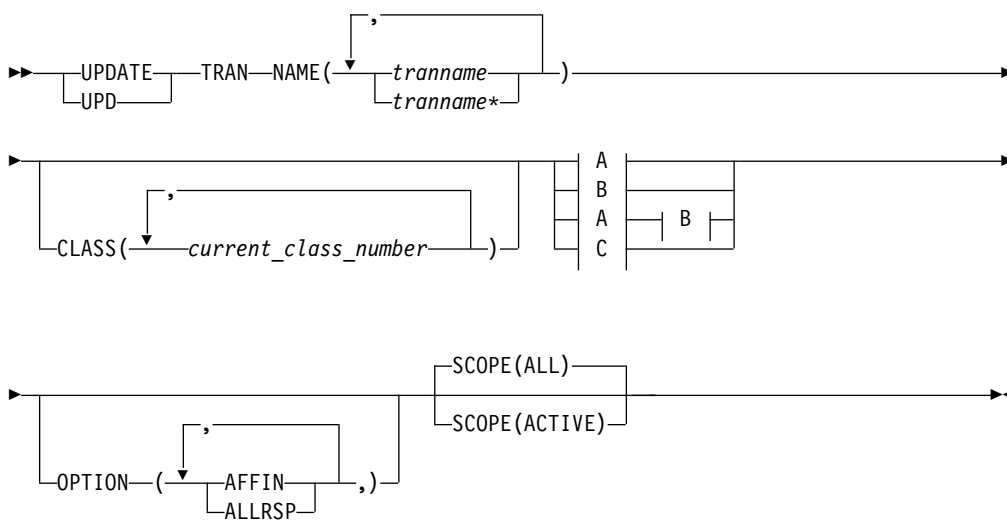 ,
UPDATE TRAN NAME( tranname )
UPD tranname*
A
B
, A B
CLASS( current_class_number ) C
SCOPE(ALL)
, SCOPE(ACTIVE)
OPTION ( AFFIN ,)
ALLRSP